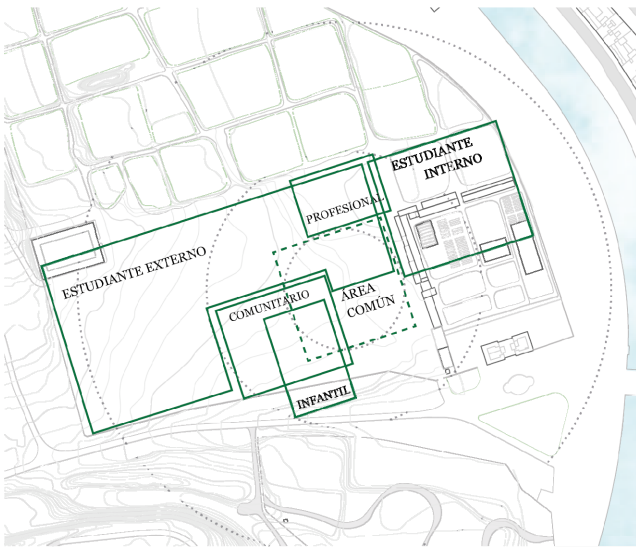 ESTUDIANTE
INTERNO
PROFESIONAL
ESTUDIANTE EXTERNO
ÁREA
COMÚN
COMUNITARIO
INFANTIL